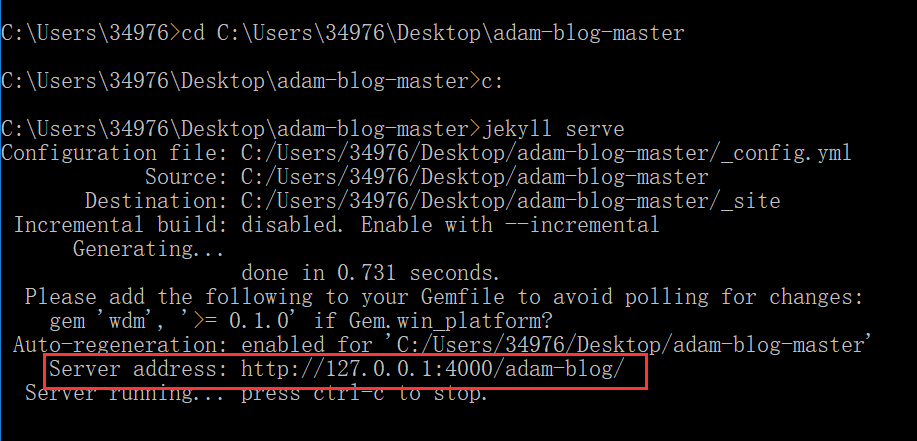 C:\Users\34976>cd C:\Users\34976\Desktop\adam-blog-master
C:\Users\34976\Desktop\adam-blog-master>c:
C:\Users\34976\Desktop\adam-blog-master>jekyll serve
Configuration file: C:/Users/34976/Desktop/adam-blog-master/_config.yml
Source: C:/Users/34976/Desktop/adam-blog-master
Destination: C:/Users/34976/Desktop/adam-blog-master/_site
Incremental build: disabled. Enable with --incremental
Generating...
done in 0.731 seconds.
Please add the following to your Gemfile to avoid polling for changes:
gem 'wdm', '>= 0.1.0' if Gem.win_platform?
Auto-regeneration: enabled for 'C:/Users/34976/Desktop/adam-blog-master'
Server address: http://127.0.0.1:4000/adam-blog/
Server running... press ctrl-c to stop.